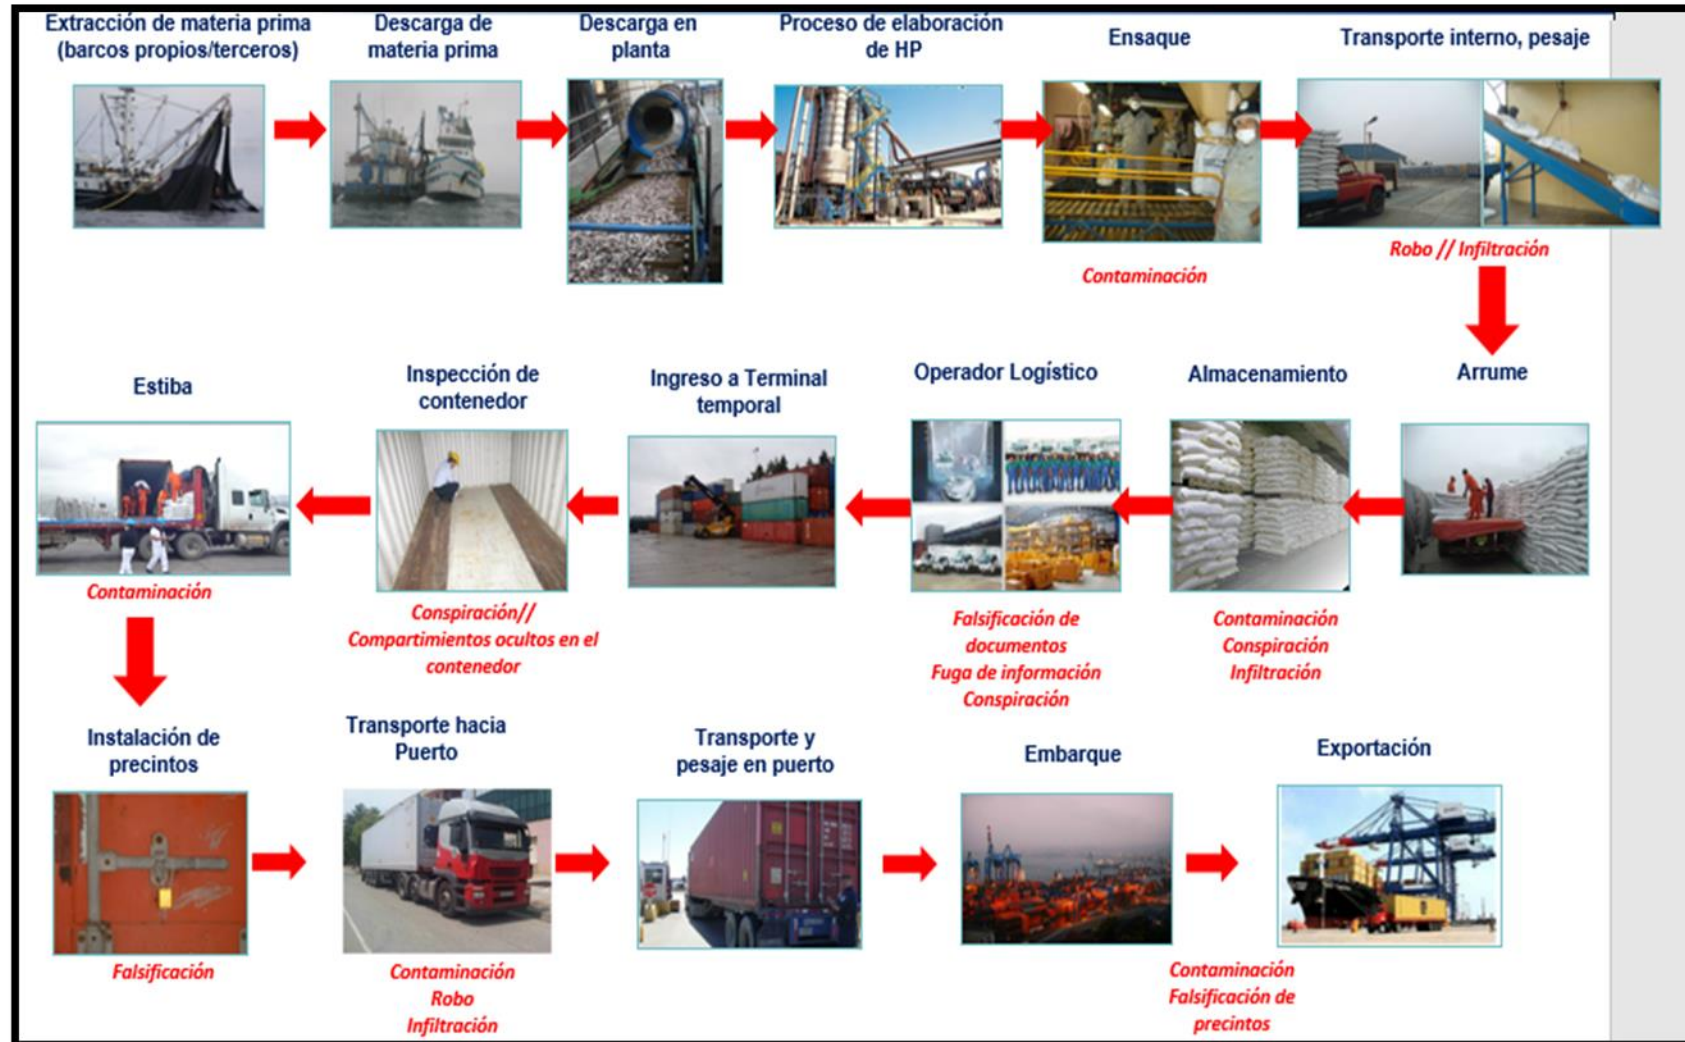 Extracción de materia prima
(barcos propios/terceros)
Descarga de
materia prima
Descarga en
planta
Proceso de elaboración
de HP
Ensaque
Transporte interno, pesaje
Contaminación
Robo // Infiltración
Estiba
Inspección de
contenedor
Ingreso a Terminal
temporal
Operador Logístico
Almacenamiento
Arrume
Contaminación
Conspiración//
Compartimientos ocultos en el
contenedor
Falsificación de
documentos
Fuga de información
Conspiración
Contaminación
Conspiración
Infiltración
Instalación de
precintos
Transporte hacia
Puerto
Transporte y
pesaje en puerto
Embarque
Exportación
Falsificación
Contaminación
Robo
Infiltración
Contaminación
Falsificación de
precintos